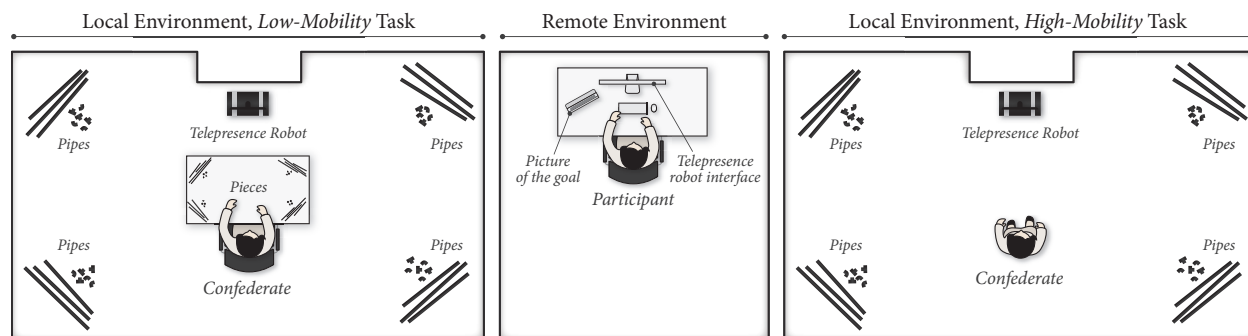 Local Environment, Low-Mobility Task
Pipes
Telepresence Robot
Pipes
Pieces
Pipes
Confederate
Pipes
Remote Environment
Picture
of the goal
Telepresence
robot interface
Participant
Local Environment, High-Mobility Task
Pipes
Telepresence Robot
Pipes
Pipes
Confederate
Pipes